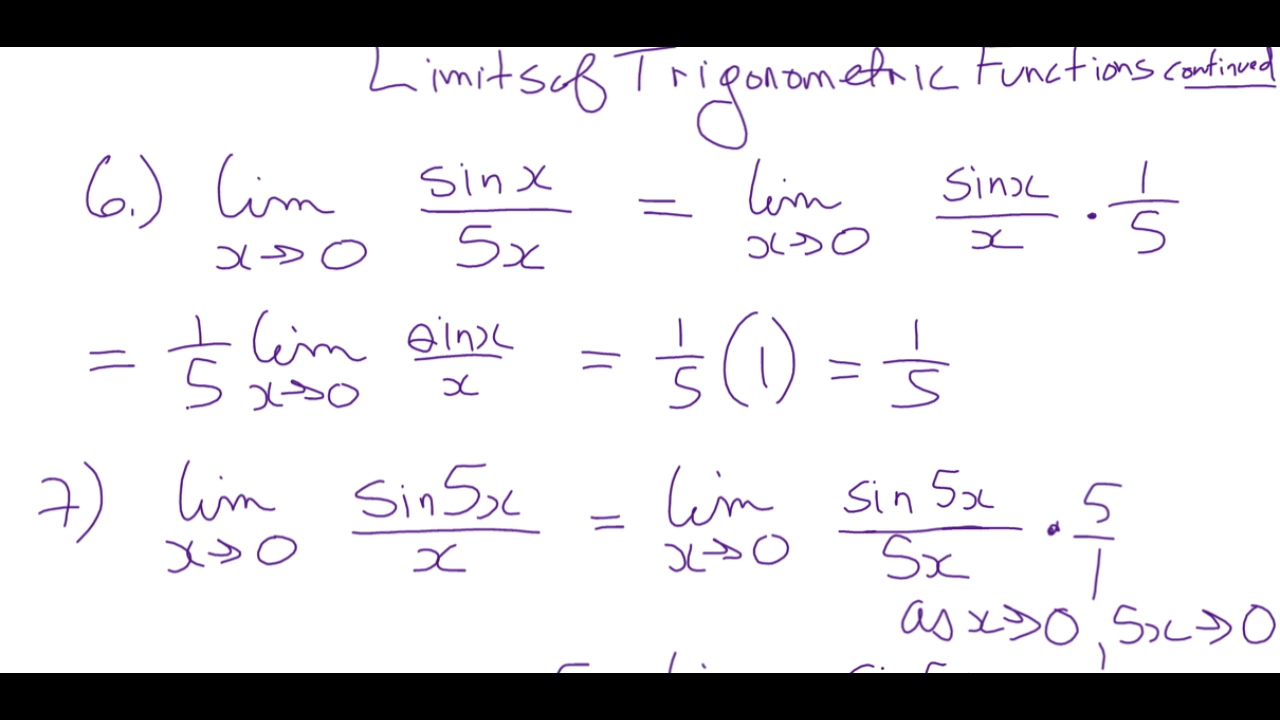 Limits of Trigonometric Functions continued
6.) lim x→0 sin x / 5x = lim x→0 sin x / x · 1/5
= 1/5 lim x→0 sin x / x = 1/5 (1) = 1/5
7) lim x→0 sin 5x / x = lim x→0 sin 5x / 5x · 5/1
as x→0, 5x→0